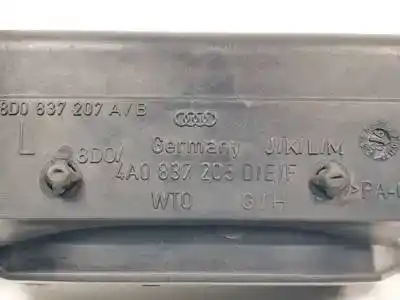 8D0 837 207 A/B
L 8D0/ Germany J/K/L/M
4A0 837 205 D/E/F
WTO G/H >PA-